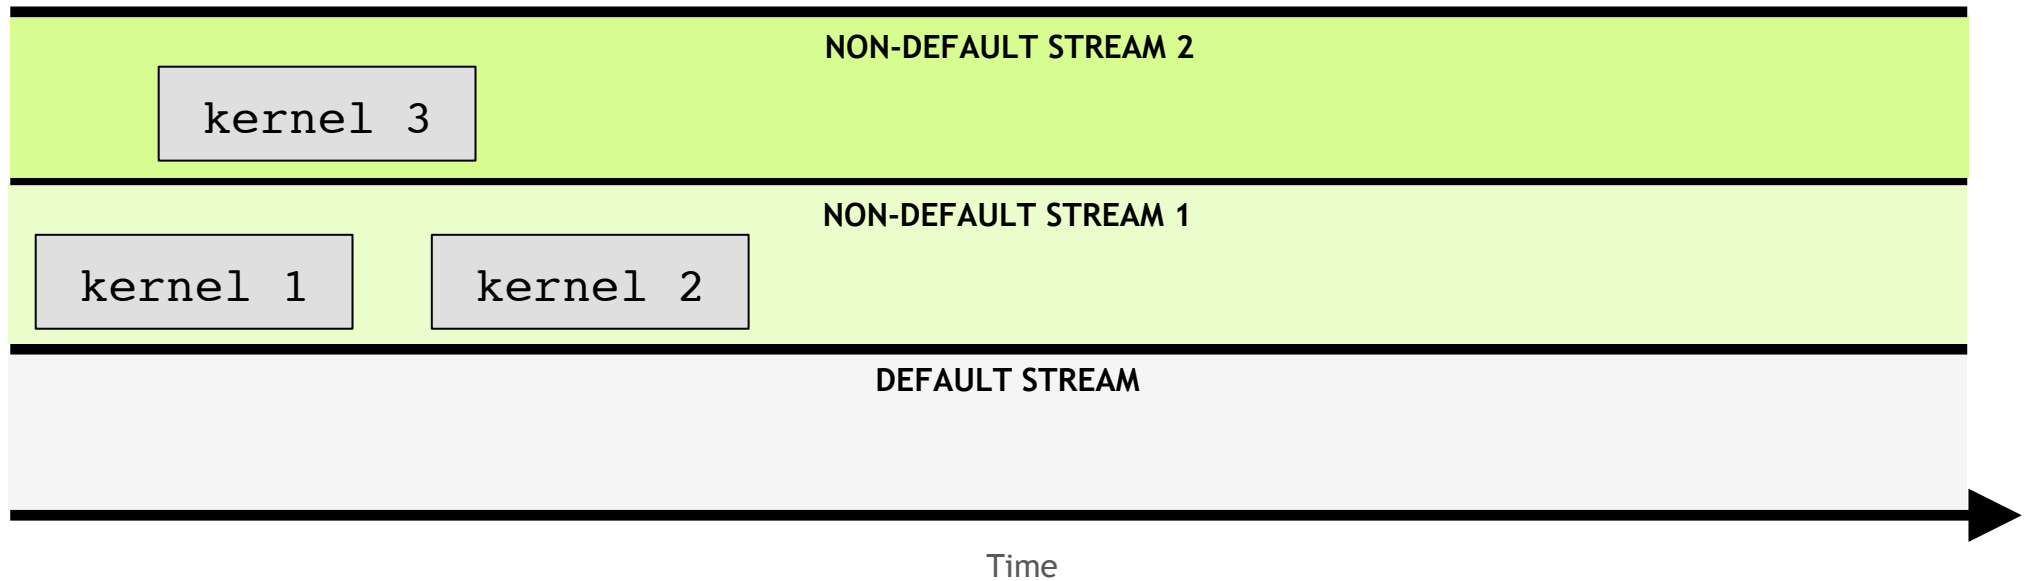 NON-DEFAULT STREAM 2
kernel 3
NON-DEFAULT STREAM 1
kernel 1
kernel 2
DEFAULT STREAM
Time